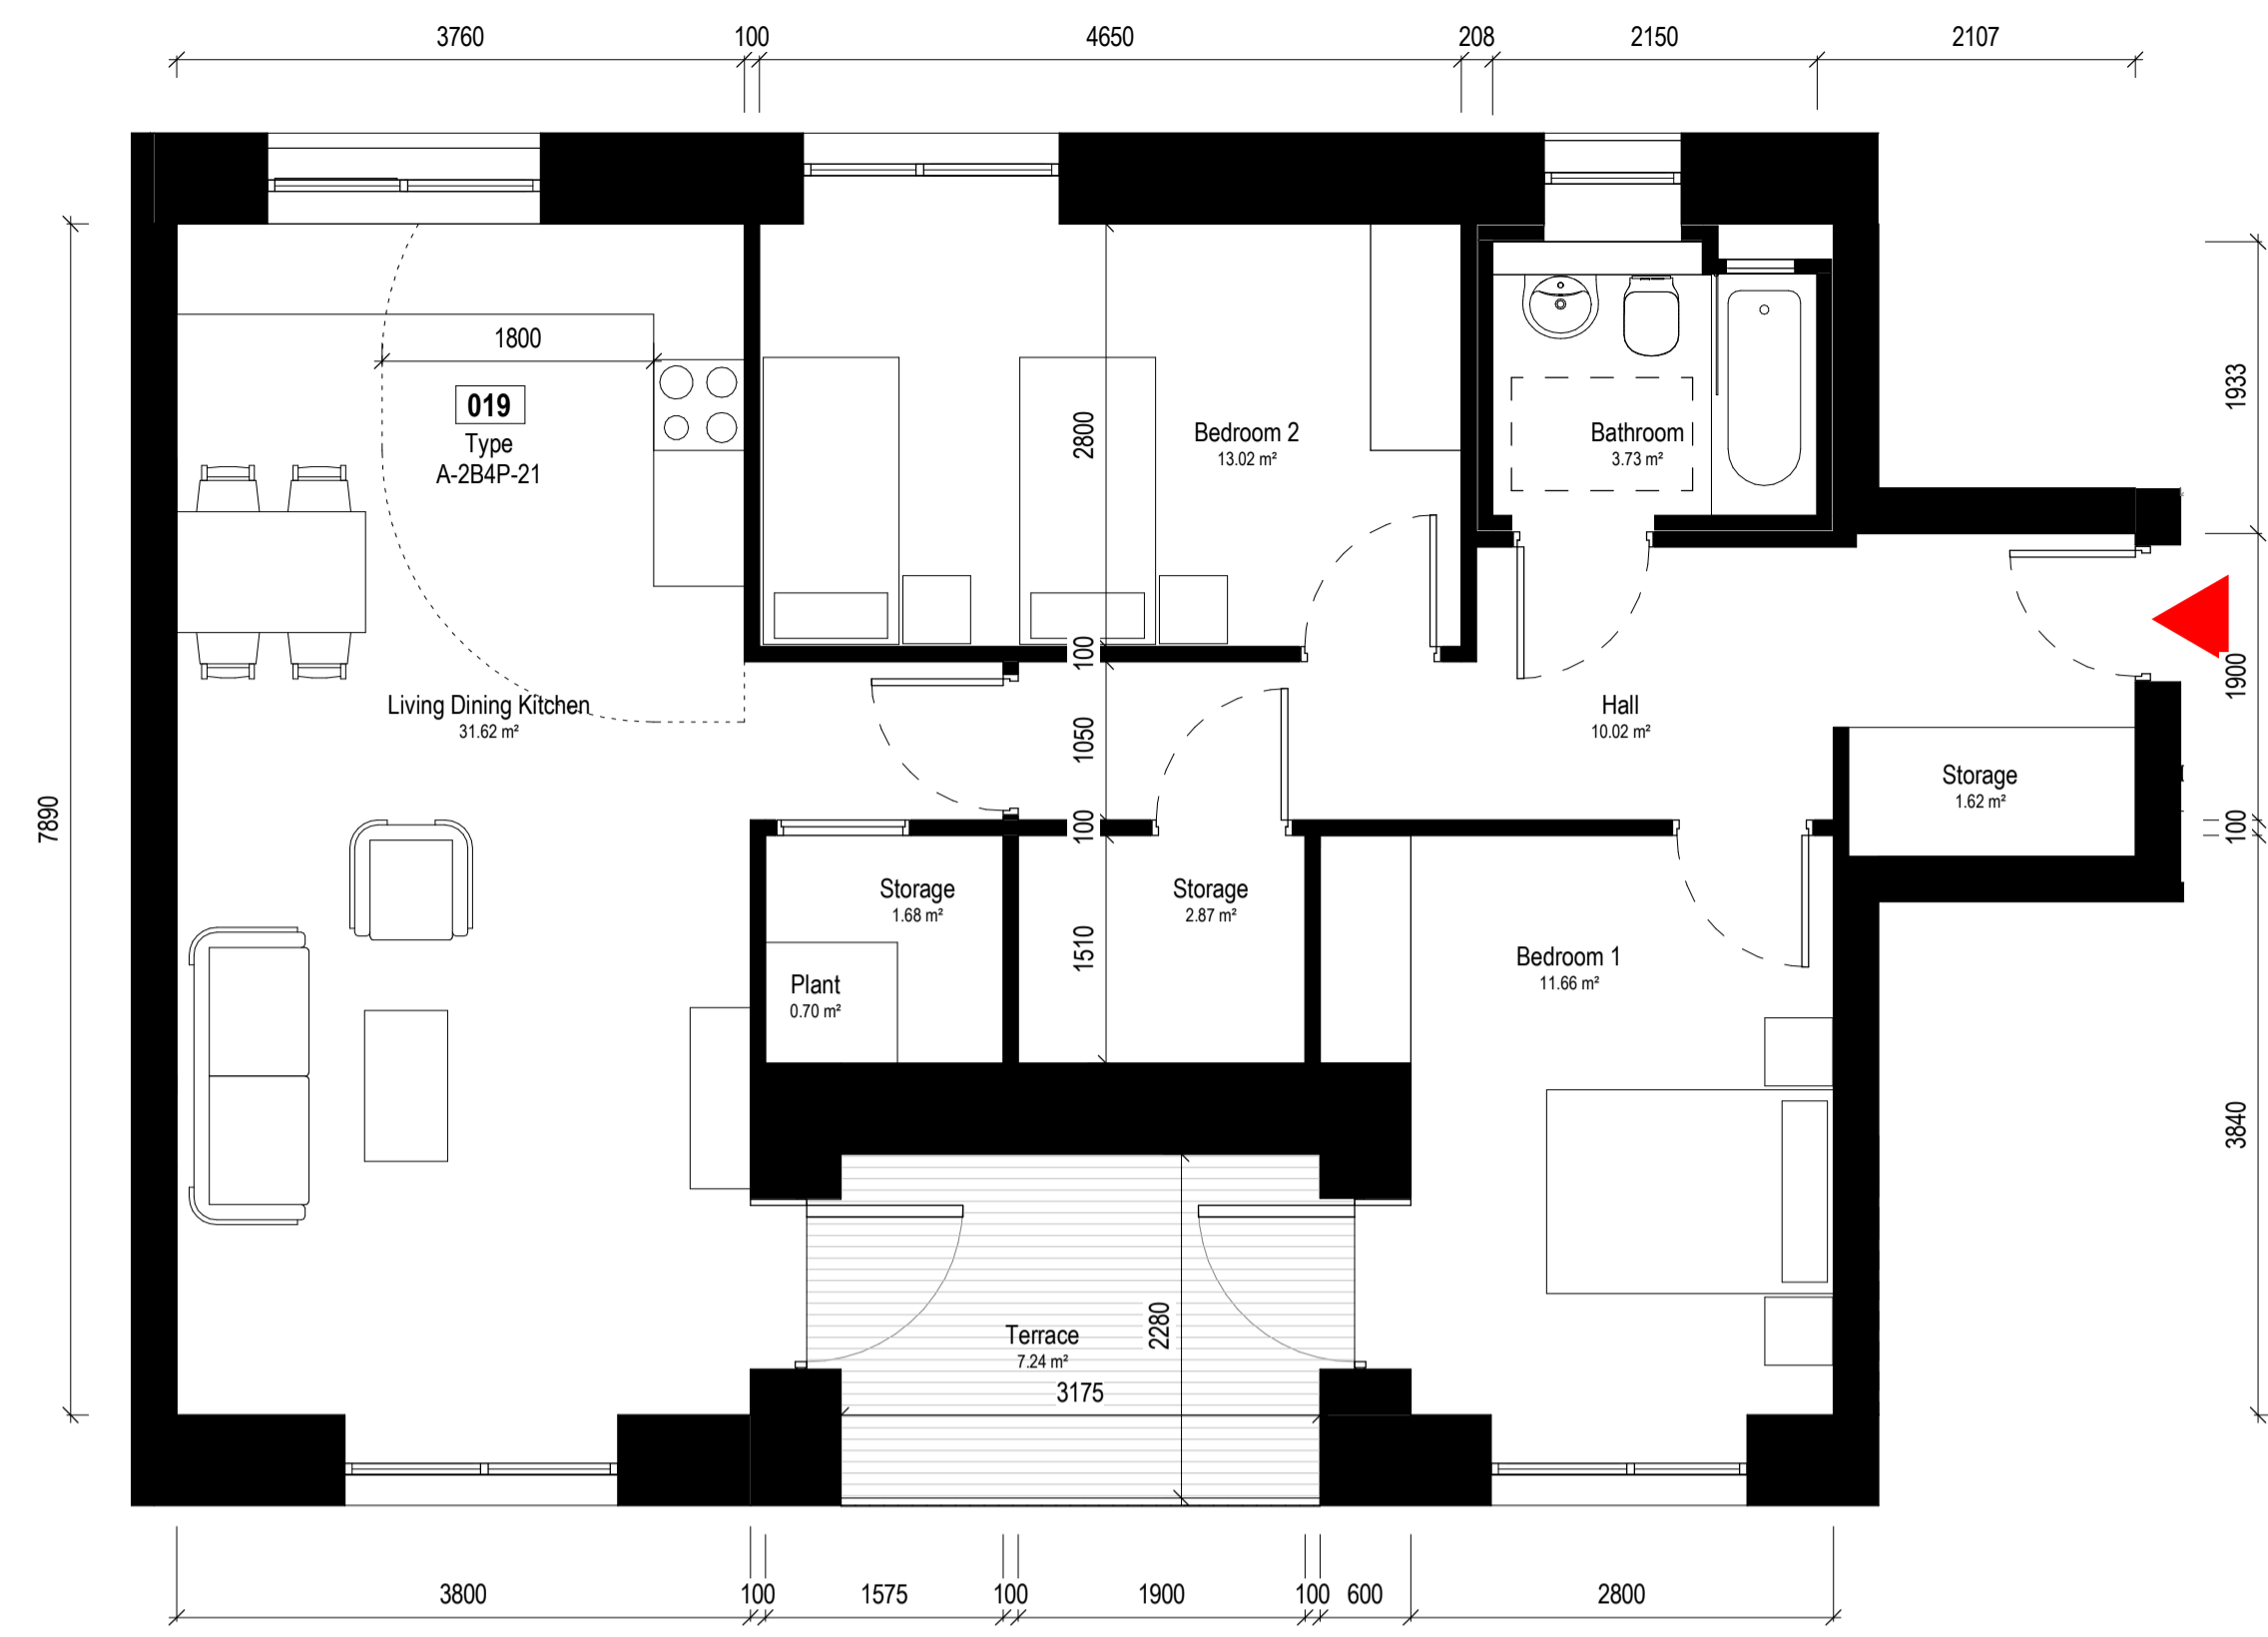 3760
100
4650
208
2150
2107
1800
019
Type
A-2B4P-21
2800
Bedroom 2
13.02 m²
Bathroom
3.73 m²
1933
Living Dining Kitchen
31.62 m²
100
1050
100
Hall
10.02 m²
1900
Storage
1.62 m²
7890
100
Storage
1.68 m²
Storage
2.87 m²
1510
Plant
0.70 m²
Bedroom 1
11.66 m²
3840
Terrace
7.24 m²
2280
3175
3800
100
1575
100
1900
100
600
2800